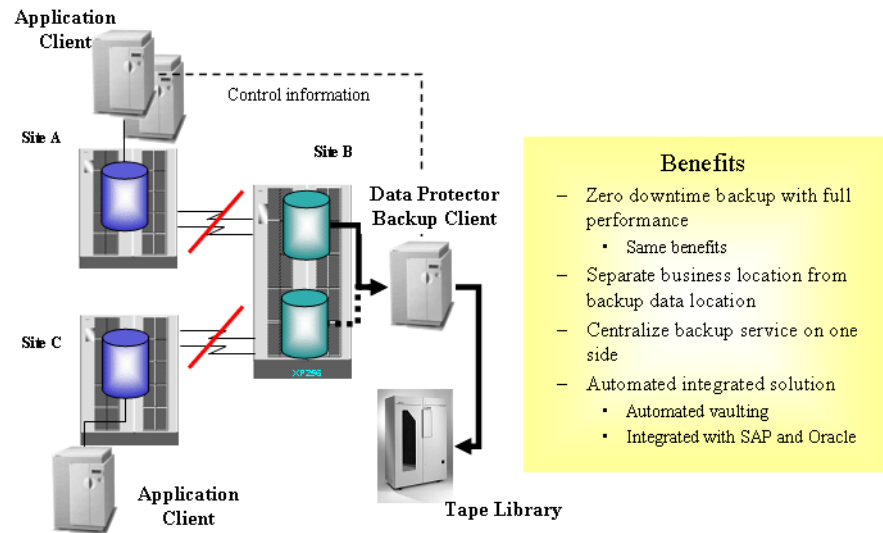 Application
Client
Control information
Site A
Site B
Data Protector
Backup Client
Site C
XP256
Application
Client
Tape Library
Benefits
– Zero downtime backup with full
performance
• Same benefits
– Separate business location from
backup data location
– Centralize backup service on one
side
– Automated integrated solution
• Automated vaulting
• Integrated with SAP and Oracle